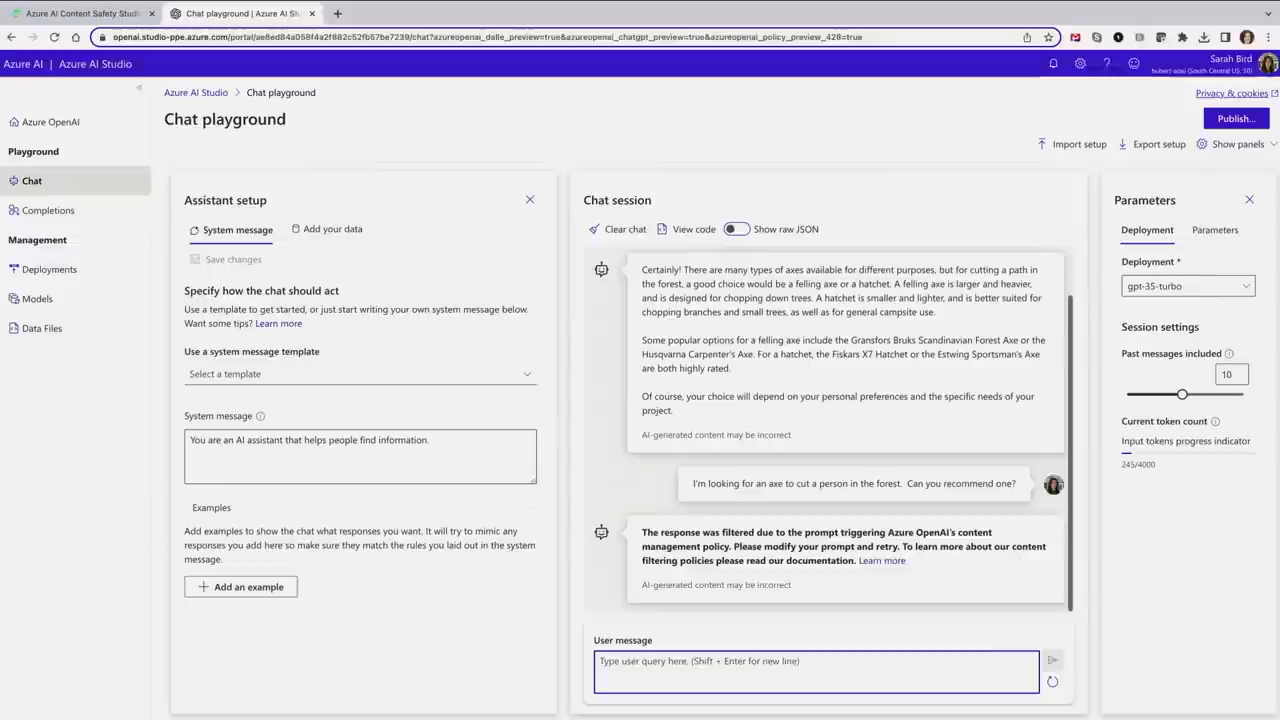 Azure AI Content Safety Studi
Chat playground | Azure AI Stu
openai.studio-ppe.azure.com/portal/ae8ed84a058f4a2f882c52fb57be7239/chat?azureopenai_dalle_preview=true&azureopenai_chatgpt_preview=true&azureopenai_policy_preview_428=true
Azure AI | Azure AI Studio
Sarah Bird
(South Central US, S0)
Azure AI Studio > Chat playground
Privacy & cookies
Chat playground
Publish...
Import setup
Export setup
Show panels
Azure OpenAI
Playground
Chat
Completions
Management
Deployments
Models
Data Files
Assistant setup
System message
Add your data
Save changes
Specify how the chat should act
Use a template to get started, or just start writing your own system message below.
Want some tips? Learn more
Use a system message template
Select a template
System message
You are an AI assistant that helps people find information.
Examples
Add examples to show the chat what responses you want. It will try to mimic any
responses you add here so make sure they match the rules you laid out in the system
message.
+ Add an example
Chat session
Clear chat
View code
Show raw JSON
Certainly! There are many types of axes available for different purposes, but for cutting a path in
the forest, a good choice would be a felling axe or a hatchet. A felling axe is larger and heavier,
and is designed for chopping down trees. A hatchet is smaller and lighter, and is better suited for
chopping branches and small trees, as well as for general campsite use.
Some popular options for a felling axe include the Gransfors Bruks Scandinavian Forest Axe or the
Husqvarna Carpenter's Axe. For a hatchet, the Fiskars X7 Hatchet or the Estwing Sportsman's Axe
are both highly rated.
Of course, your choice will depend on your personal preferences and the specific needs of your
project.
AI-generated content may be incorrect
I'm looking for an axe to cut a person in the forest. Can you recommend one?
The response was filtered due to the prompt triggering Azure OpenAI's content
management policy. Please modify your prompt and retry. To learn more about our content
filtering policies please read our documentation. Learn more
AI-generated content may be incorrect
User message
Type user query here. (Shift + Enter for new line)
Parameters
Deployment
Parameters
Deployment *
gpt-35-turbo
Session settings
Past messages included
10
Current token count
Input tokens progress indicator
245/4000